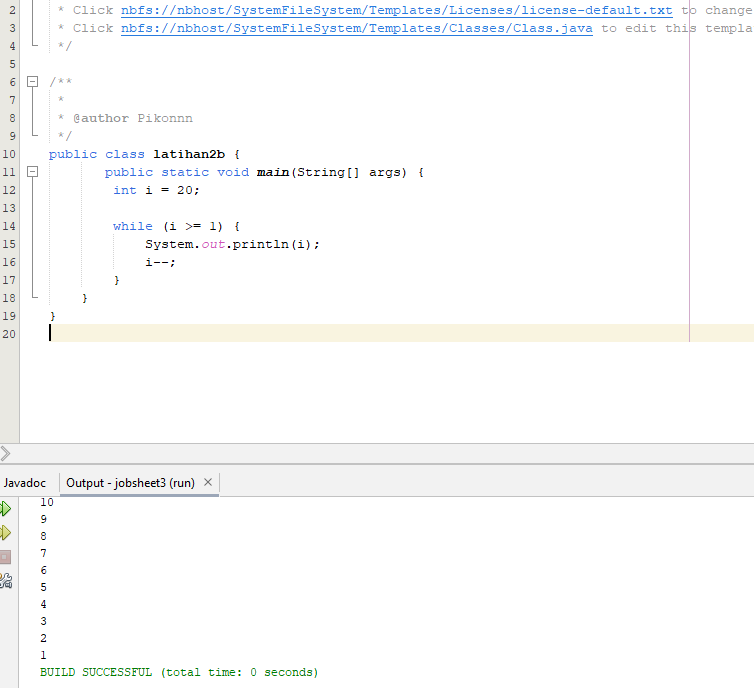 2 * Click nbfs://nbhost/SystemFileSystem/Templates/Licenses/license-default.txt to change
3 * Click nbfs://nbhost/SystemFileSystem/Templates/Classes/Class.java to edit this templa
4 */
5
6 /**
7 *
8 * @author Pikonnn
9 */
10 public class latihan2b {
11 public static void main(String[] args) {
12 int i = 20;
13
14 while (i >= 1) {
15 System.out.println(i);
16 i--;
17 }
18 }
19 }
20
Javadoc Output - jobsheet3 (run) ×
10
9
8
7
6
5
4
3
2
1
BUILD SUCCESSFUL (total time: 0 seconds)